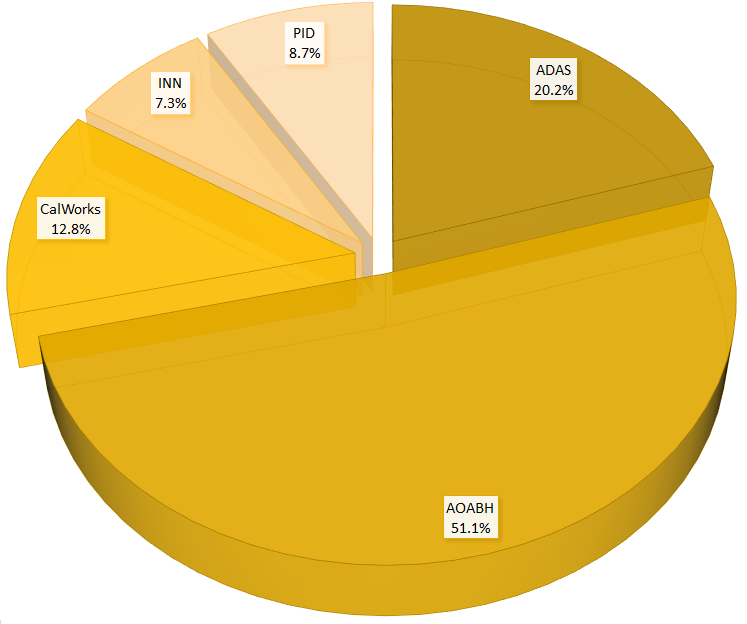 PID
8.7%
ADAS
20.2%
INN
7.3%
CalWorks
12.8%
AOABH
51.1%